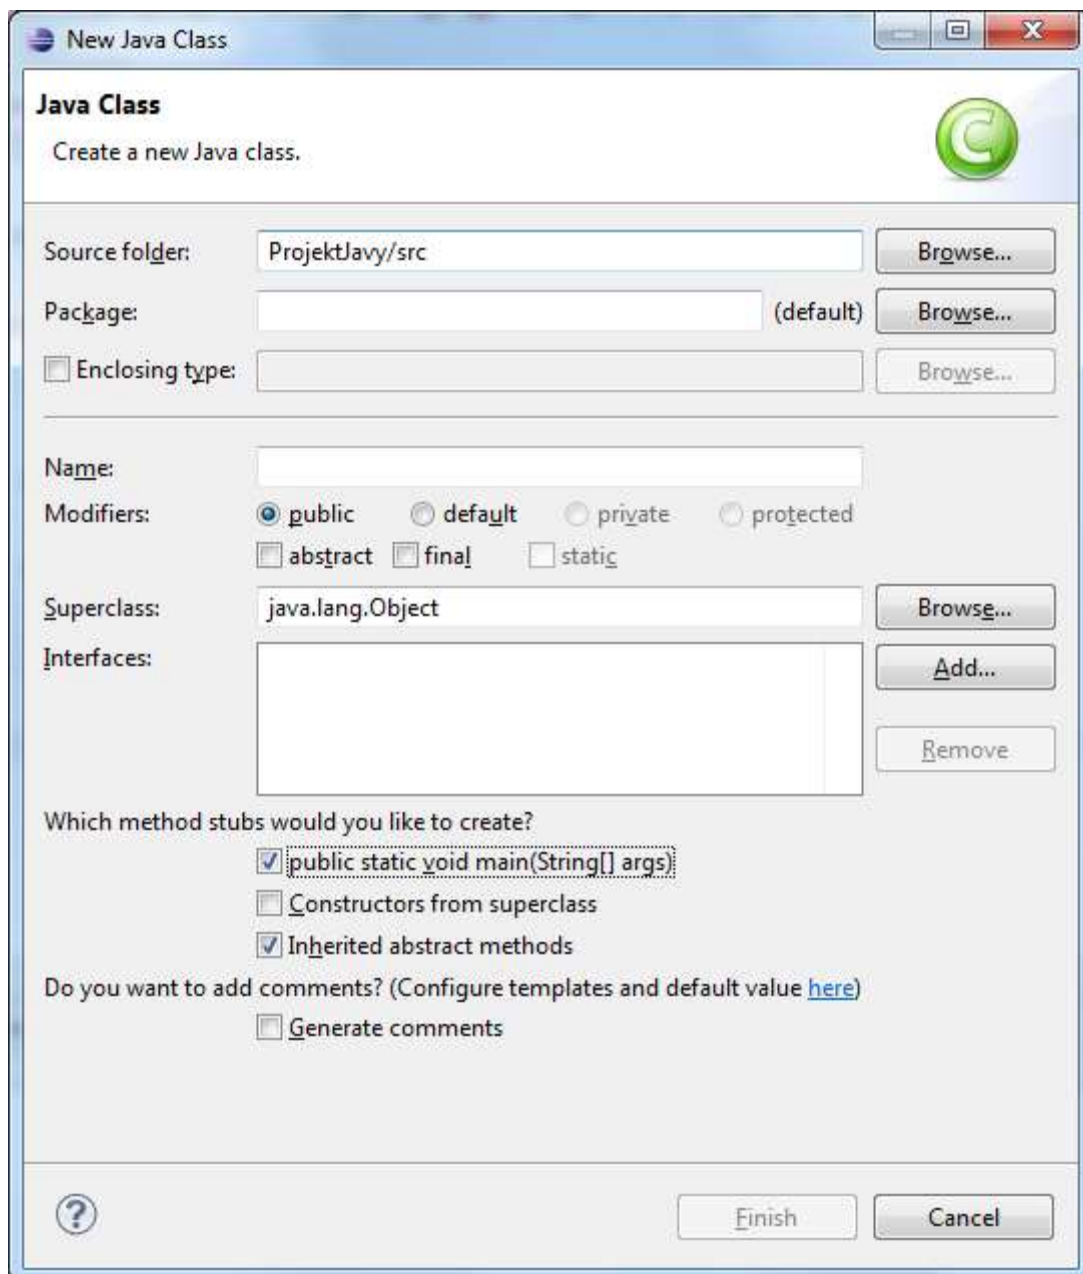 New Java Class
Java Class
Create a new Java class.
Source folder: ProjektJavy/src Browse...
Package: (default) Browse...
Enclosing type: Browse...
Name:
Modifiers: public default private protected
abstract final static
Superclass: java.lang.Object Browse...
Interfaces: Add...
Remove
Which method stubs would you like to create?
public static void main(String[] args)
Constructors from superclass
Inherited abstract methods
Do you want to add comments? (Configure templates and default value here)
Generate comments
? Finish Cancel